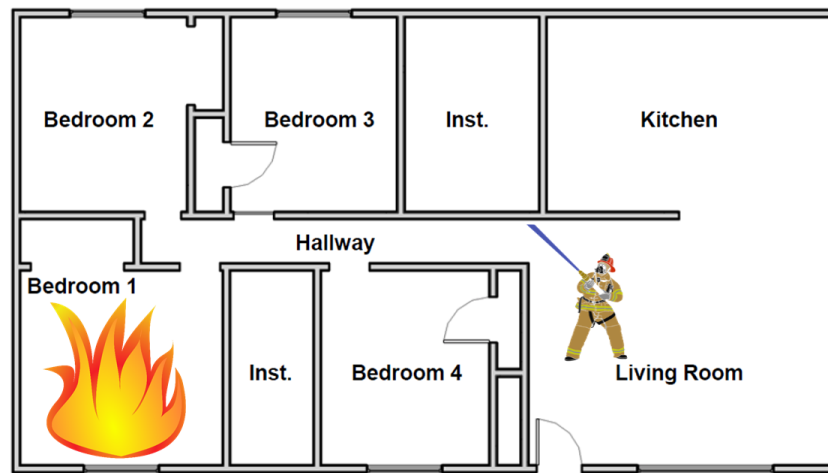 Bedroom 2
Bedroom 3
Inst.
Kitchen
Hallway
Bedroom 1
Inst.
Bedroom 4
Living Room